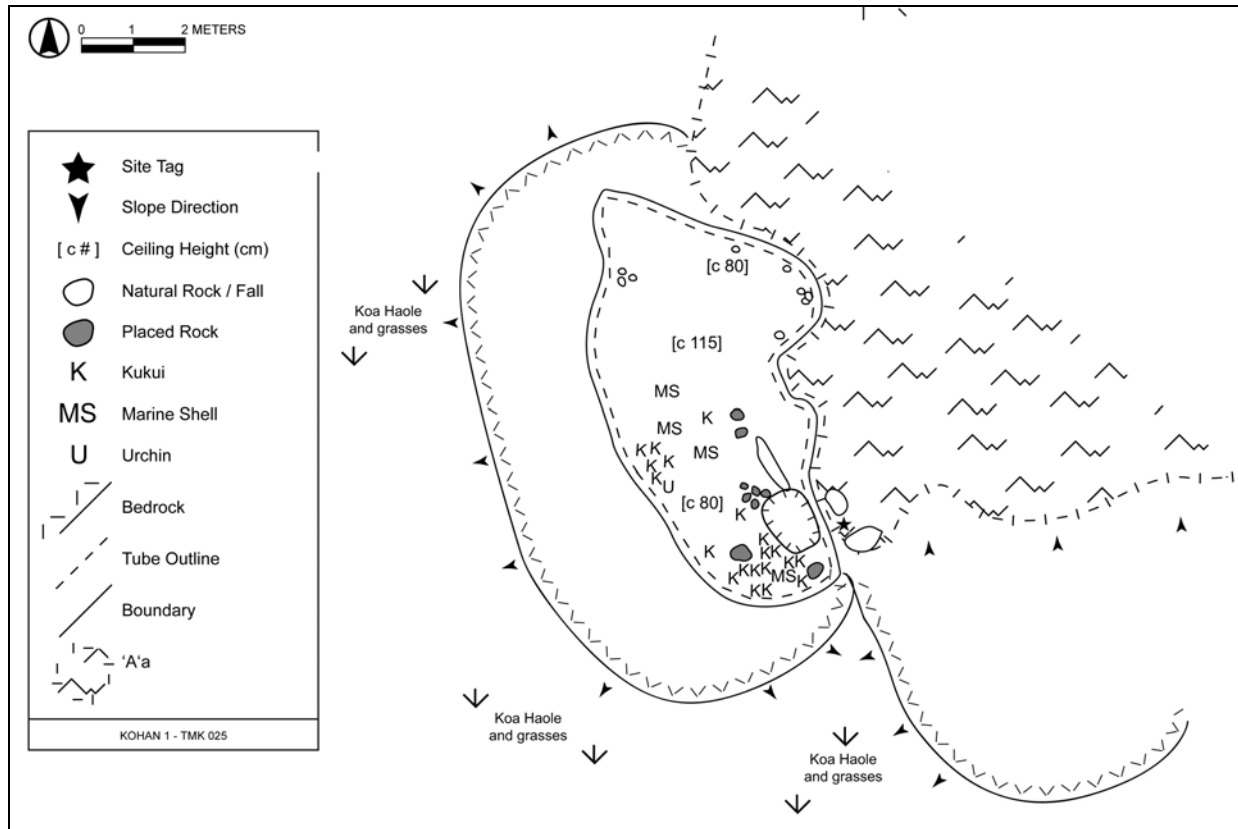 0 1 2 METERS
Site Tag
Slope Direction
[ c # ] Ceiling Height (cm)
Natural Rock / Fall
Placed Rock
K Kukui
MS Marine Shell
U Urchin
Bedrock
Tube Outline
Boundary
ʻAʻa
KOHAN 1 - TMK 025
[c 80]
Koa Haole
and grasses
[c 115]
MS
K
MS
MS
K K
K K
K
U
[c 80]
K
K
K
K K
K K
K K K
K
MS
K
K K
Koa Haole
and grasses
Koa Haole
and grasses